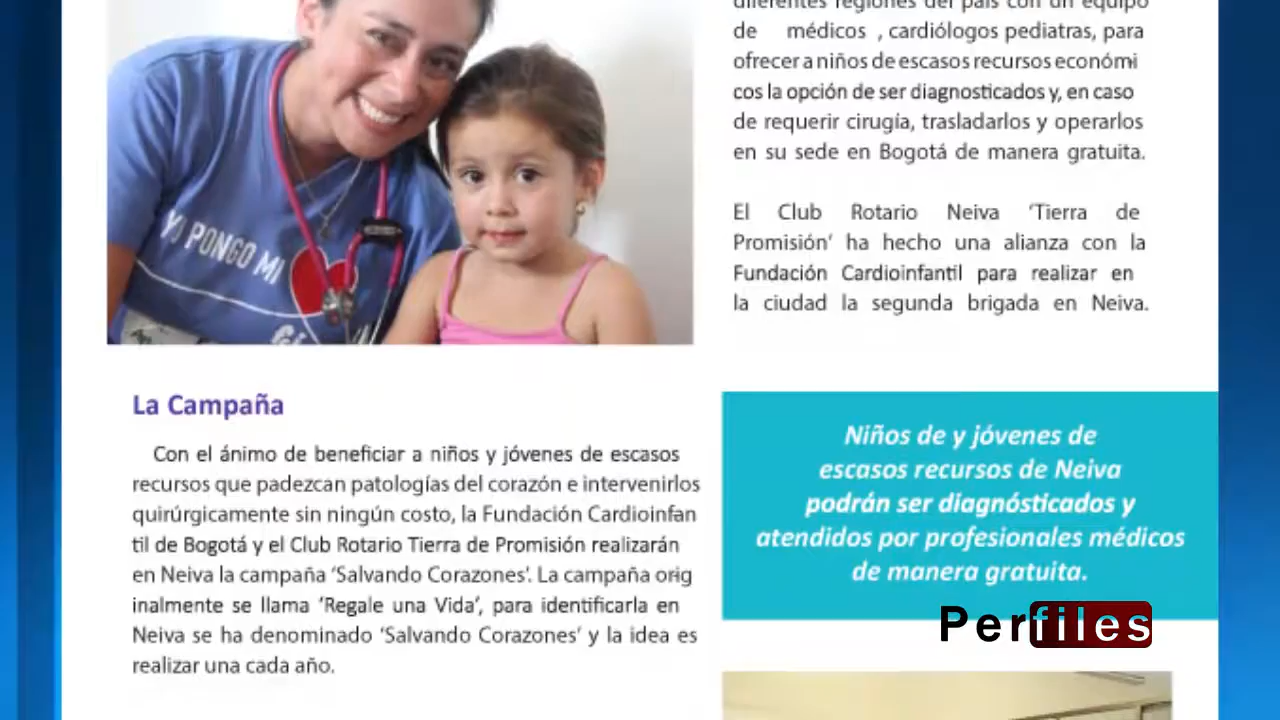 YO PONGO MI
diferentes regiones del país con un equipo
de médicos , cardiólogos pediatras, para
ofrecer a niños de escasos recursos económi
cos la opción de ser diagnosticados y, en caso
de requerir cirugía, trasladarlos y operarlos
en su sede en Bogotá de manera gratuita.
El Club Rotario Neiva ‘Tierra de
Promisión’ ha hecho una alianza con la
Fundación Cardioinfantil para realizar en
la ciudad la segunda brigada en Neiva.
La Campaña
Con el ánimo de beneficiar a niños y jóvenes de escasos
recursos que padezcan patologías del corazón e intervenirlos
quirúrgicamente sin ningún costo, la Fundación Cardioinfan
til de Bogotá y el Club Rotario Tierra de Promisión realizarán
en Neiva la campaña ‘Salvando Corazones’. La campaña orig
inalmente se llama ‘Regale una Vida’, para identificarla en
Neiva se ha denominado ‘Salvando Corazones’ y la idea es
realizar una cada año.
Niños de y jóvenes de
escasos recursos de Neiva
podrán ser diagnósticados y
atendidos por profesionales médicos
de manera gratuita.
Perfiles